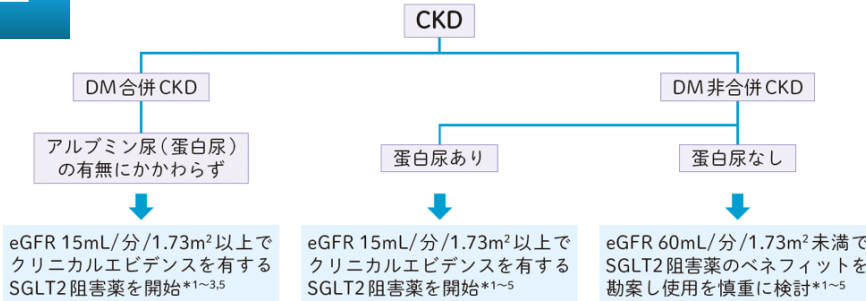 CKD
DM合併CKD
DM非合併CKD
アルブミン尿(蛋白尿)
の有無にかかわらず
蛋白尿あり
蛋白尿なし
eGFR 15mL/分/1.73m²以上で
クリニカルエビデンスを有する
SGLT2阻害薬を開始*1~3,5
eGFR 15mL/分/1.73m²以上で
クリニカルエビデンスを有する
SGLT2阻害薬を開始*1~5
eGFR 60mL/分/1.73m²未満で
SGLT2阻害薬のベネフィットを
勘案し使用を慎重に検討*1~5